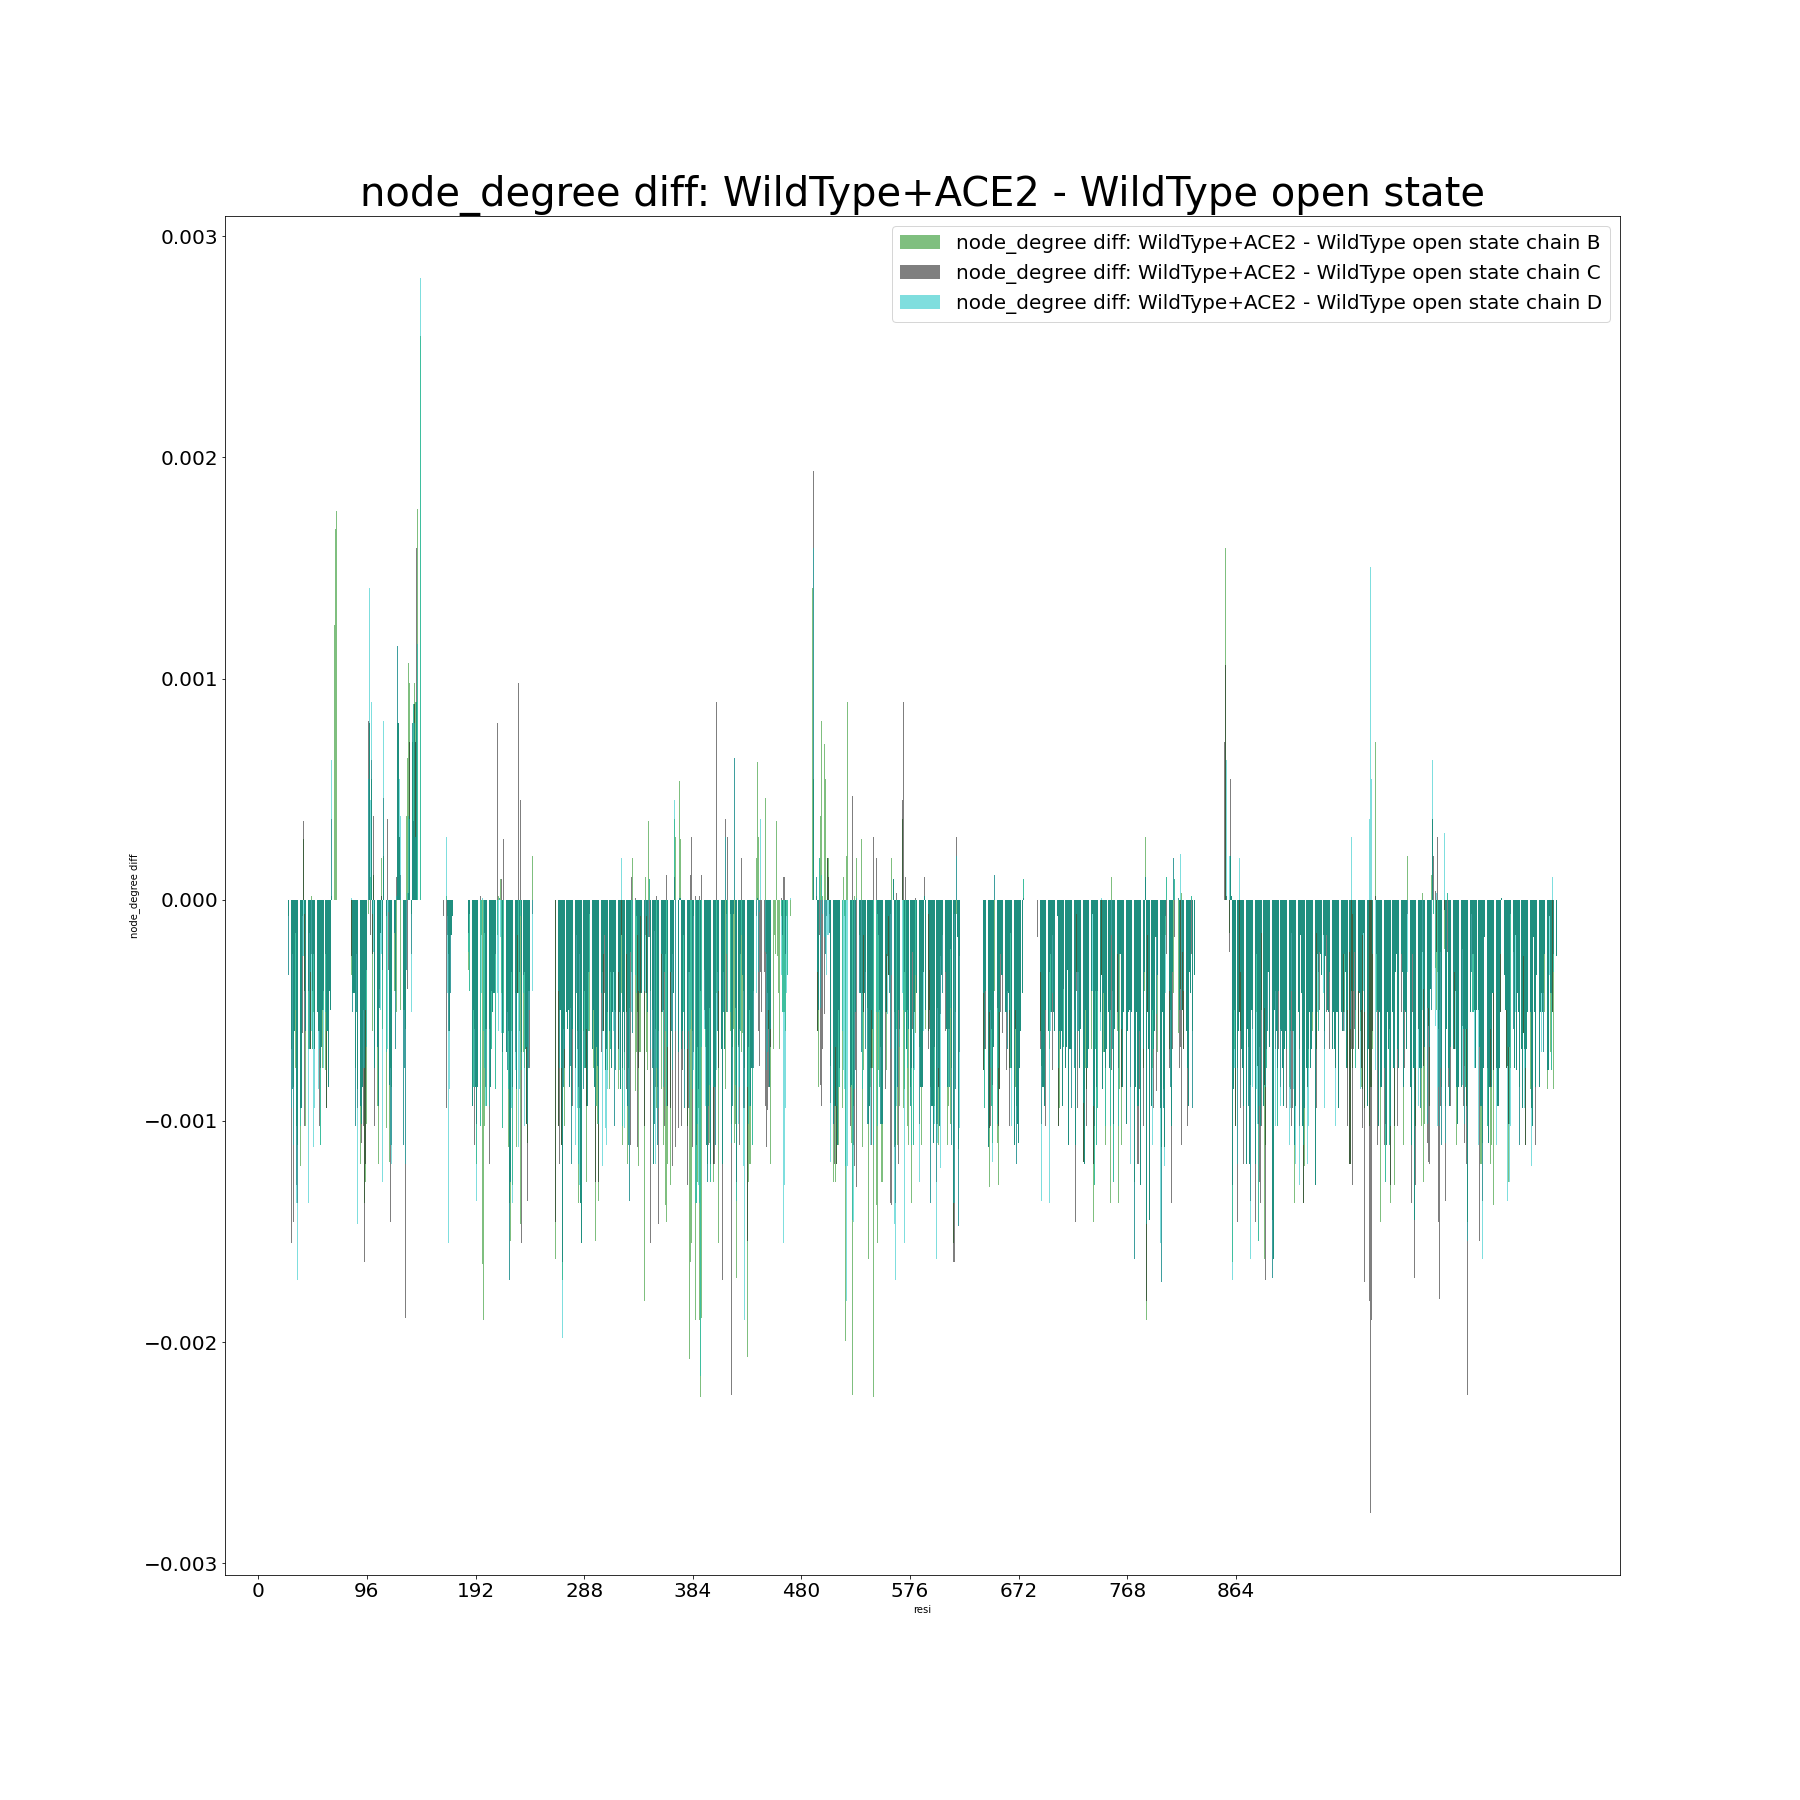 node_degree diff: WildType+ACE2 - WildType open state
node_degree diff: WildType+ACE2 - WildType open state chain B
node_degree diff: WildType+ACE2 - WildType open state chain C
node_degree diff: WildType+ACE2 - WildType open state chain D
0.003
0.002
0.001
0.000
−0.001
−0.002
−0.003
node_degree diff
0 96 192 288 384 480 576 672 768 864
resi